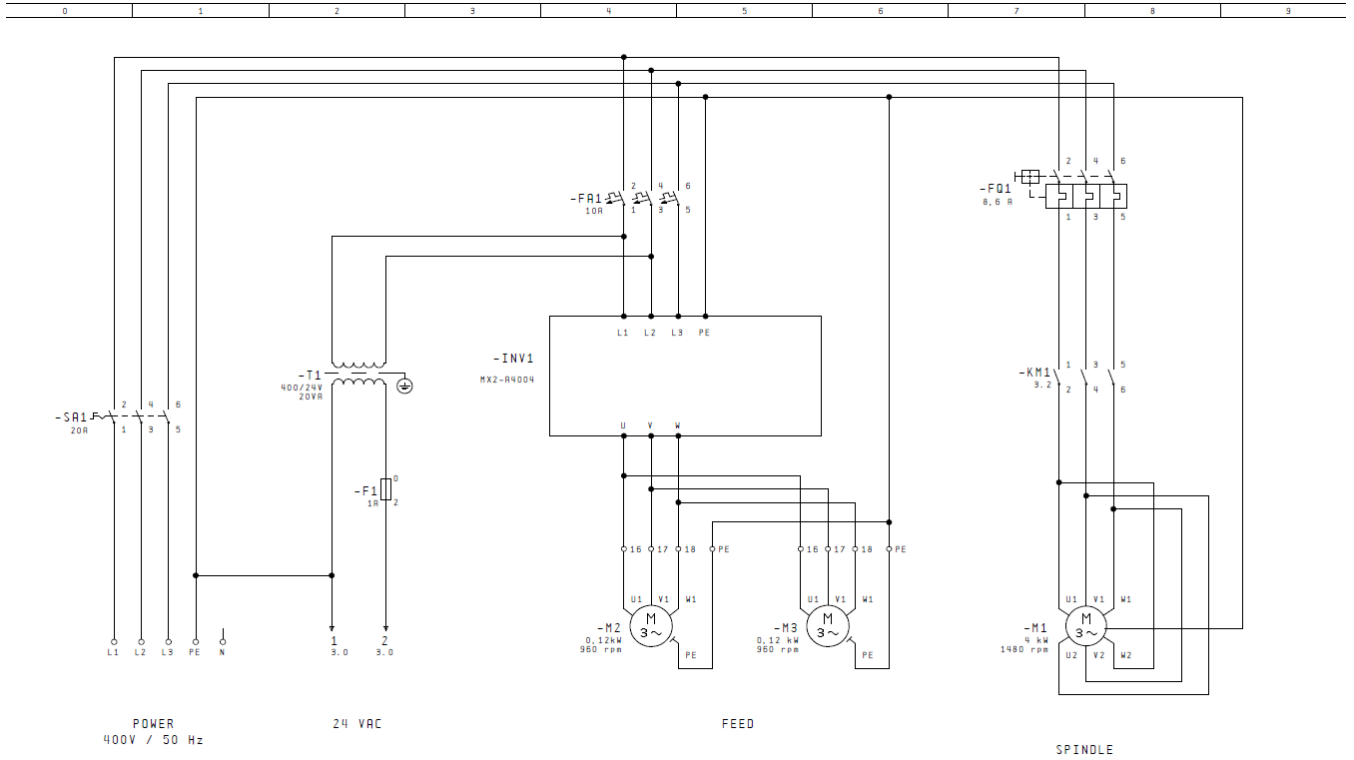 0 1 2 3 4 5 6 7 8 9
2 4 6
-FA1
10A
1 3 5
2 4 6
-FQ1
8,6 A
1 3 5
L1 L2 L3 PE
-INV1
MX2-A4004
U V W
-T1
400/24V
20VA
-KM1
3.2
1 3 5
2 4 6
2 4 6
-SA1
20A
1 3 5
-F1
1A
0
2
16 17 18 PE
16 17 18 PE
U1 V1 W1
M
3~
-M2
0,12kW
960 rpm
PE
U1 V1 W1
M
3~
-M3
0,12 kW
960 rpm
PE
U1 V1 W1
M
3~
-M1
4 kW
1480 rpm
U2 V2 W2
L1 L2 L3 PE N
1 2
3.0 3.0
POWER
400V / 50 Hz
24 VAC
FEED
SPINDLE